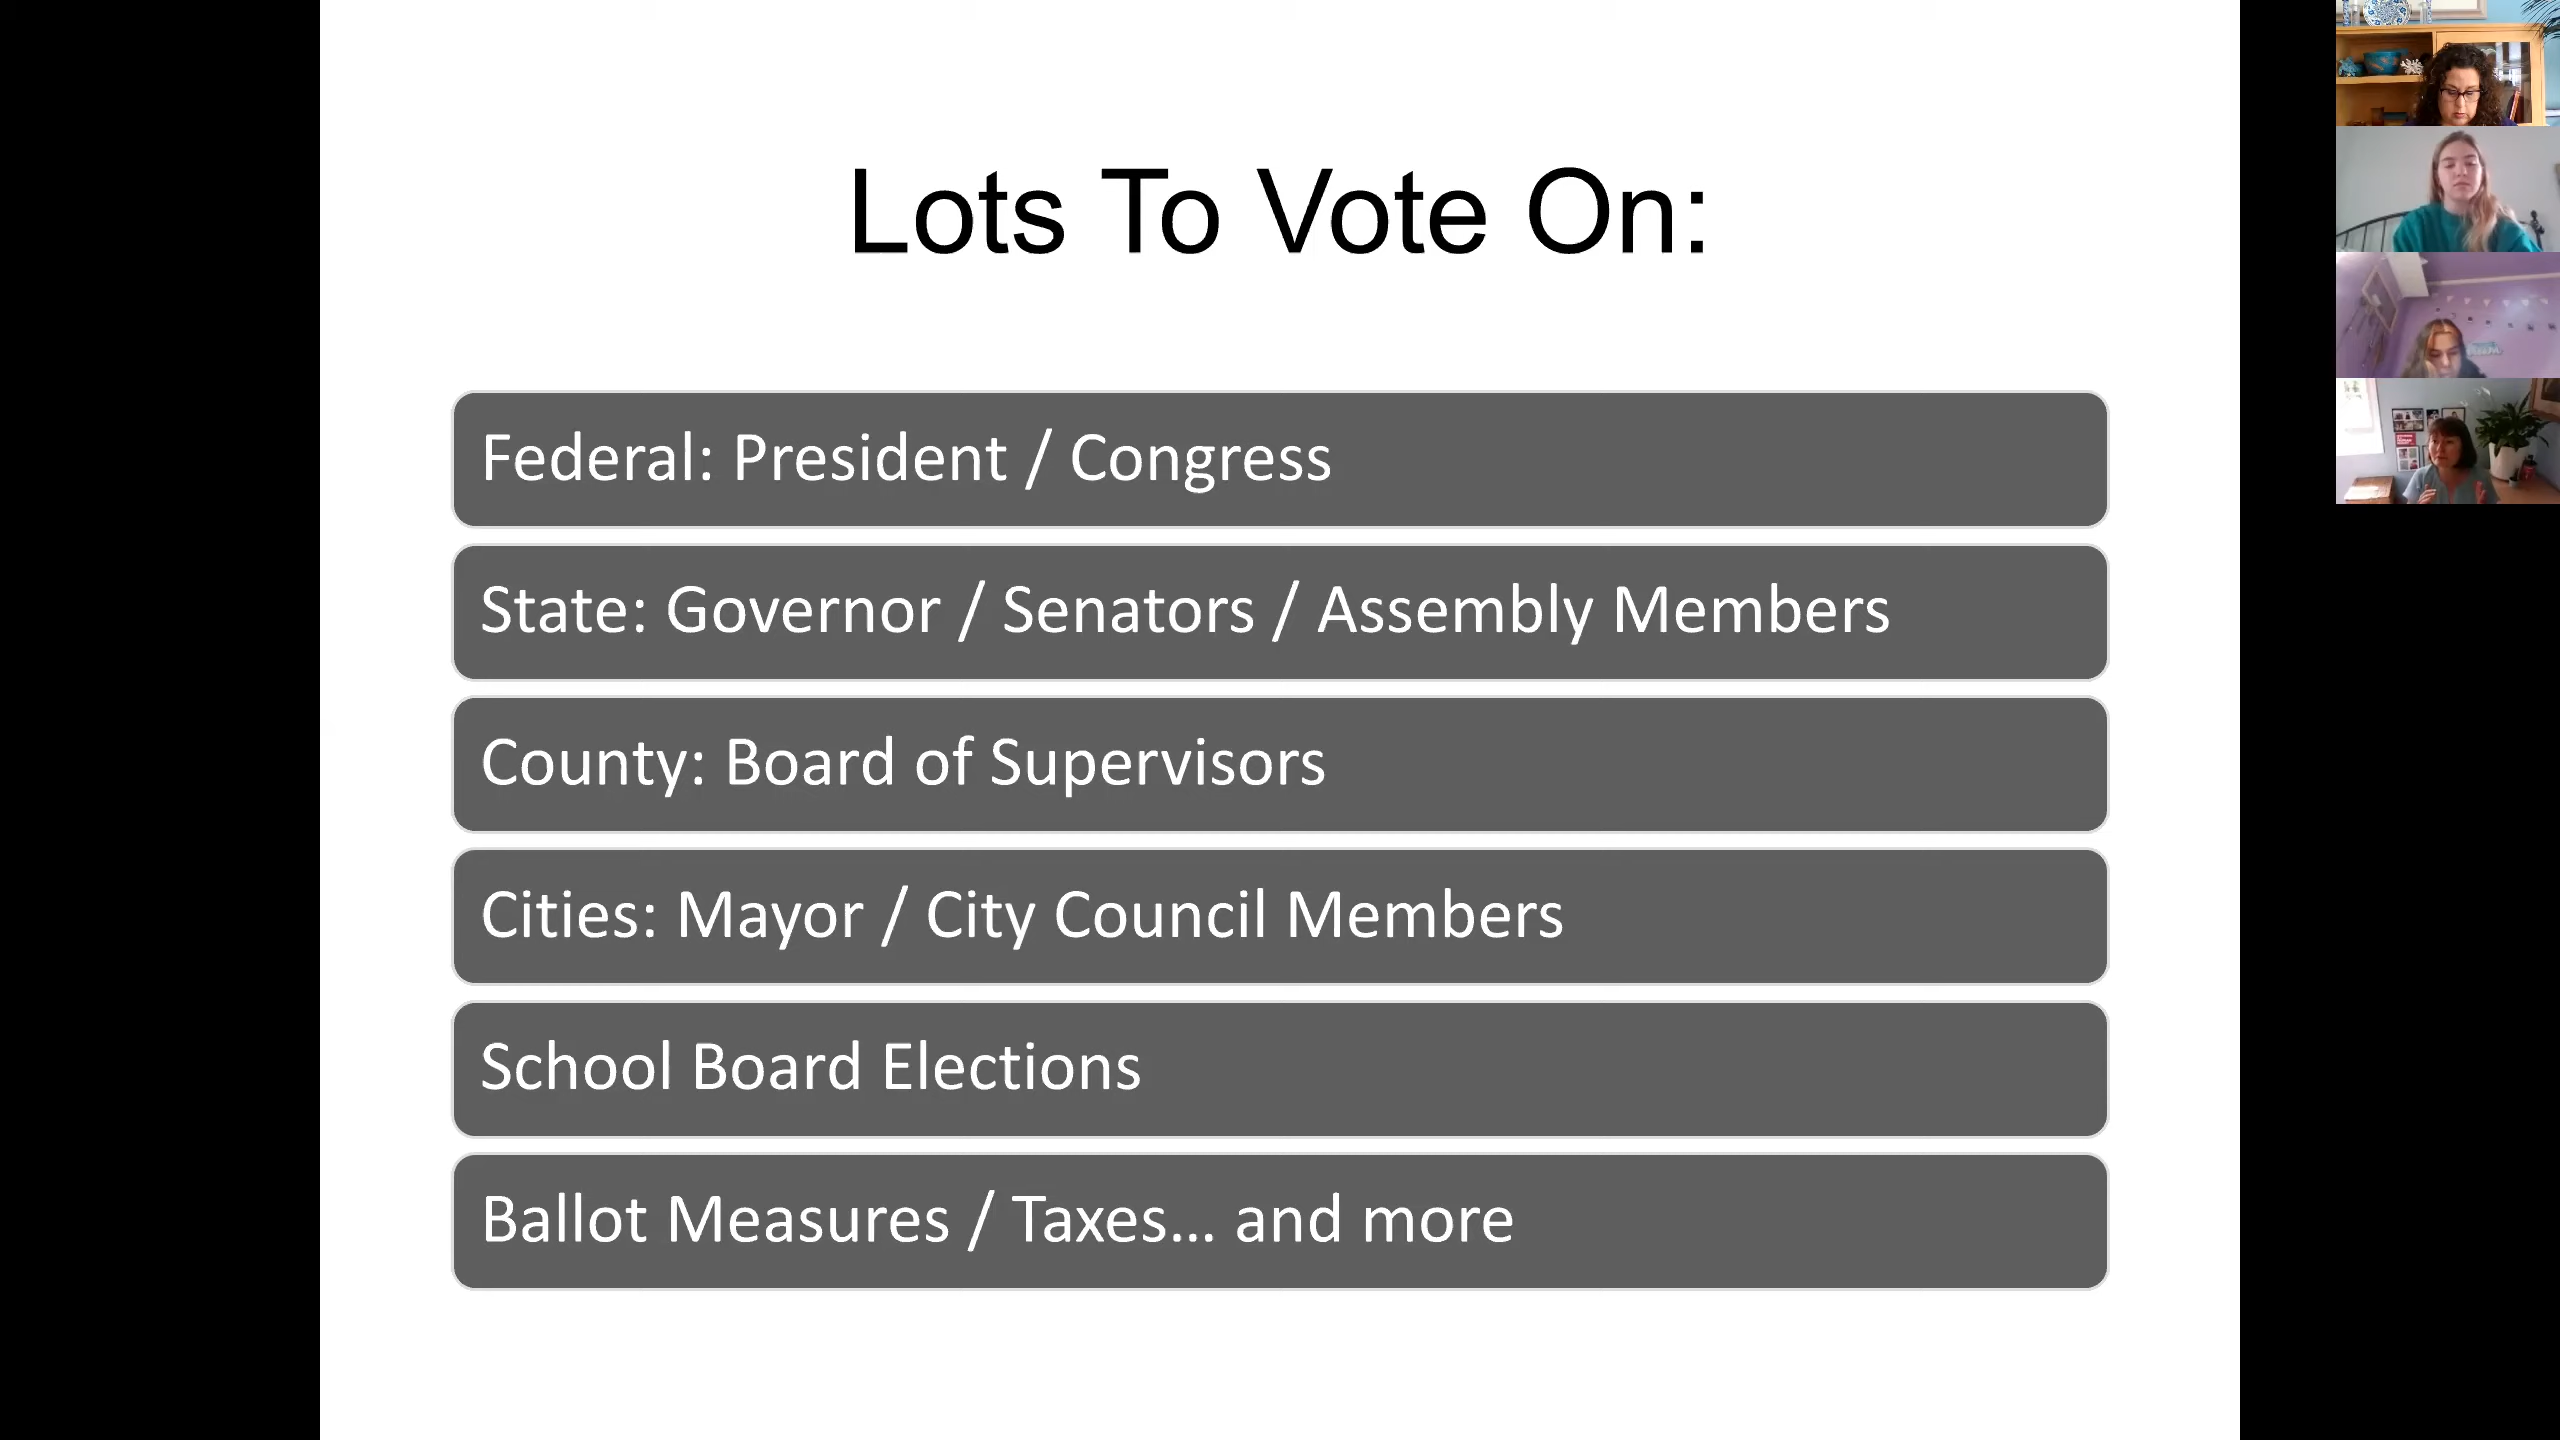 Lots To Vote On:
Federal: President / Congress
State: Governor / Senators / Assembly Members
County: Board of Supervisors
Cities: Mayor / City Council Members
School Board Elections
Ballot Measures / Taxes... and more